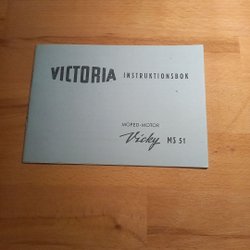 VICTORIA INSTRUKTIONSBOK
MOPED-MOTOR
Vicky MS 51